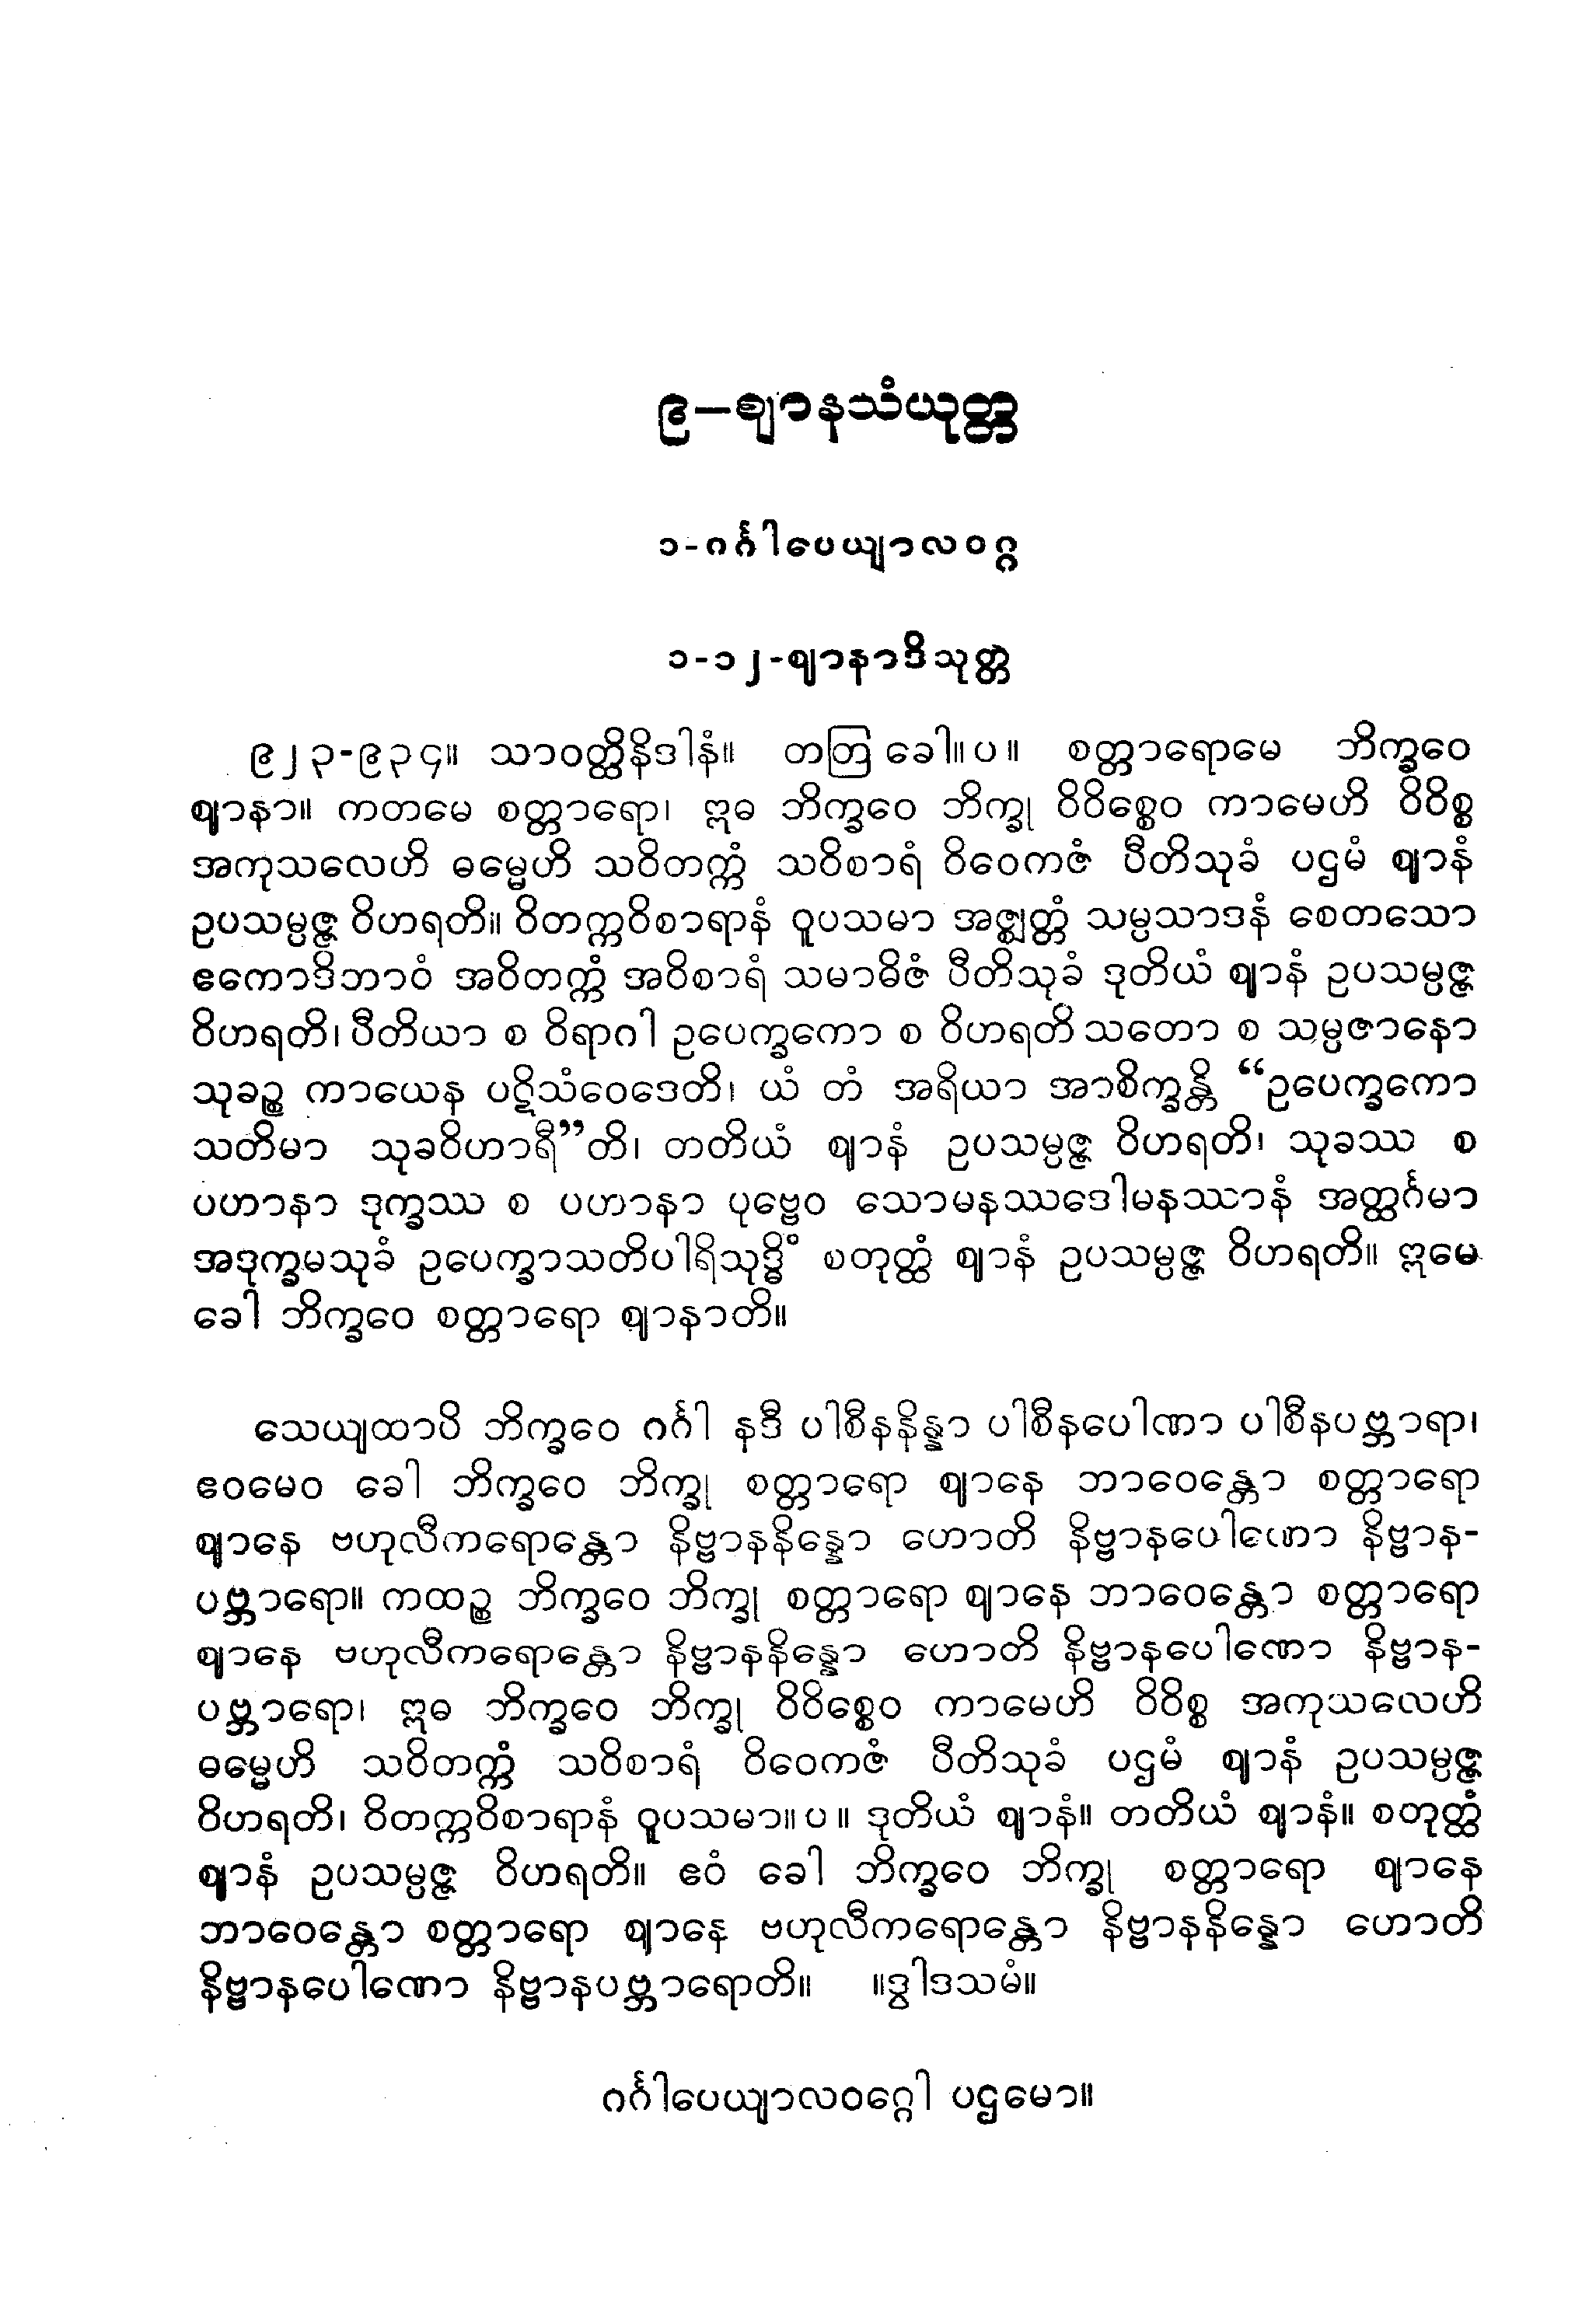 ၉−ဈာနသံယုတ္တ
၁-ဂင်္ဂါပေယျာလဝဂ္ဂ
၁-၁၂-ဈာနာဒိသုတ္တ
၉၂၃-၉၃၄။ သာဝတ္ထိနိဒါနံ။ တတြ ခေါ။ပ။ စတ္တာရောမေ ဘိက္ခဝေ
ဈာနာ။ ကတမေ စတ္တာရော၊ ဣဓ ဘိက္ခဝေ ဘိက္ခု ဝိဝိစ္စေဝ ကာမေဟိ ဝိဝိစ္စ
အကုသလေဟိ ဓမ္မေဟိ သဝိတက္ကံ သဝိစာရံ ဝိဝေကဇံ ပီတိသုခံ ပဌမံ ဈာနံ
ဥပသမ္ပဇ္ဇ ဝိဟရတိ။ ဝိတက္ကဝိစာရာနံ ဝူပသမာ အဇ္ဈတ္တံ သမ္ပသာဒနံ စေတသော
ဧကောဒိဘာဝံ အဝိတက္ကံ အဝိစာရံ သမာဓိဇံ ပီတိသုခံ ဒုတိယံ ဈာနံ ဥပသမ္ပဇ္ဇ
ဝိဟရတိ၊ ပီတိယာ စ ဝိရာဂါ ဥပေက္ခကော စ ဝိဟရတိ သတော စ သမ္ပဇာနော
သုခဉ္စ ကာယေန ပဋိသံဝေဒေတိ၊ ယံ တံ အရိယာ အာစိက္ခန္တိ “ဥပေက္ခကော
သတိမာ သုခဝိဟာရီ”တိ၊ တတိယံ ဈာနံ ဥပသမ္ပဇ္ဇ ဝိဟရတိ၊ သုခဿ စ
ပဟာနာ ဒုက္ခဿ စ ပဟာနာ ပုဗ္ဗေဝ သောမနဿဒေါမနဿာနံ အတ္ထင်္ဂမာ
အဒုက္ခမသုခံ ဥပေက္ခာသတိပါရိသုဒ္ဓိံ စတုတ္ထံ ဈာနံ ဥပသမ္ပဇ္ဇ ဝိဟရတိ။ ဣမေ
ခေါ ဘိက္ခဝေ စတ္တာရော ဈာနာတိ။
သေယျထာပိ ဘိက္ခဝေ ဂင်္ဂါ နဒီ ပါစီနနိန္နာ ပါစီနပေါဏာ ပါစီနပဗ္ဘာရာ၊
ဧဝမေဝ ခေါ ဘိက္ခဝေ ဘိက္ခု စတ္တာရော ဈာနေ ဘာဝေန္တော စတ္တာရော
ဈာနေ ဗဟုလီကရောန္တော နိဗ္ဗာနနိန္နော ဟောတိ နိဗ္ဗာနပေါဏော နိဗ္ဗာန-
ပဗ္ဘာရော။ ကထဉ္စ ဘိက္ခဝေ ဘိက္ခု စတ္တာရော ဈာနေ ဘာဝေန္တော စတ္တာရော
ဈာနေ ဗဟုလီကရောန္တော နိဗ္ဗာနနိန္နော ဟောတိ နိဗ္ဗာနပေါဏော နိဗ္ဗာန-
ပဗ္ဘာရော၊ ဣဓ ဘိက္ခဝေ ဘိက္ခု ဝိဝိစ္စေဝ ကာမေဟိ ဝိဝိစ္စ အကုသလေဟိ
ဓမ္မေဟိ သဝိတက္ကံ သဝိစာရံ ဝိဝေကဇံ ပီတိသုခံ ပဌမံ ဈာနံ ဥပသမ္ပဇ္ဇ
ဝိဟရတိ၊ ဝိတက္ကဝိစာရာနံ ဝူပသမာ။ပ။ ဒုတိယံ ဈာနံ။ တတိယံ ဈာနံ။ စတုတ္ထံ
ဈာနံ ဥပသမ္ပဇ္ဇ ဝိဟရတိ။ ဧဝံ ခေါ ဘိက္ခဝေ ဘိက္ခု စတ္တာရော ဈာနေ
ဘာဝေန္တော စတ္တာရော ဈာနေ ဗဟုလီကရောန္တော နိဗ္ဗာနနိန္နော ဟောတိ
နိဗ္ဗာနပေါဏော နိဗ္ဗာနပဗ္ဘာရောတိ။ ။ဒွါဒသမံ။
ဂင်္ဂါပေယျာလဝဂ္ဂေါ ပဌမော။